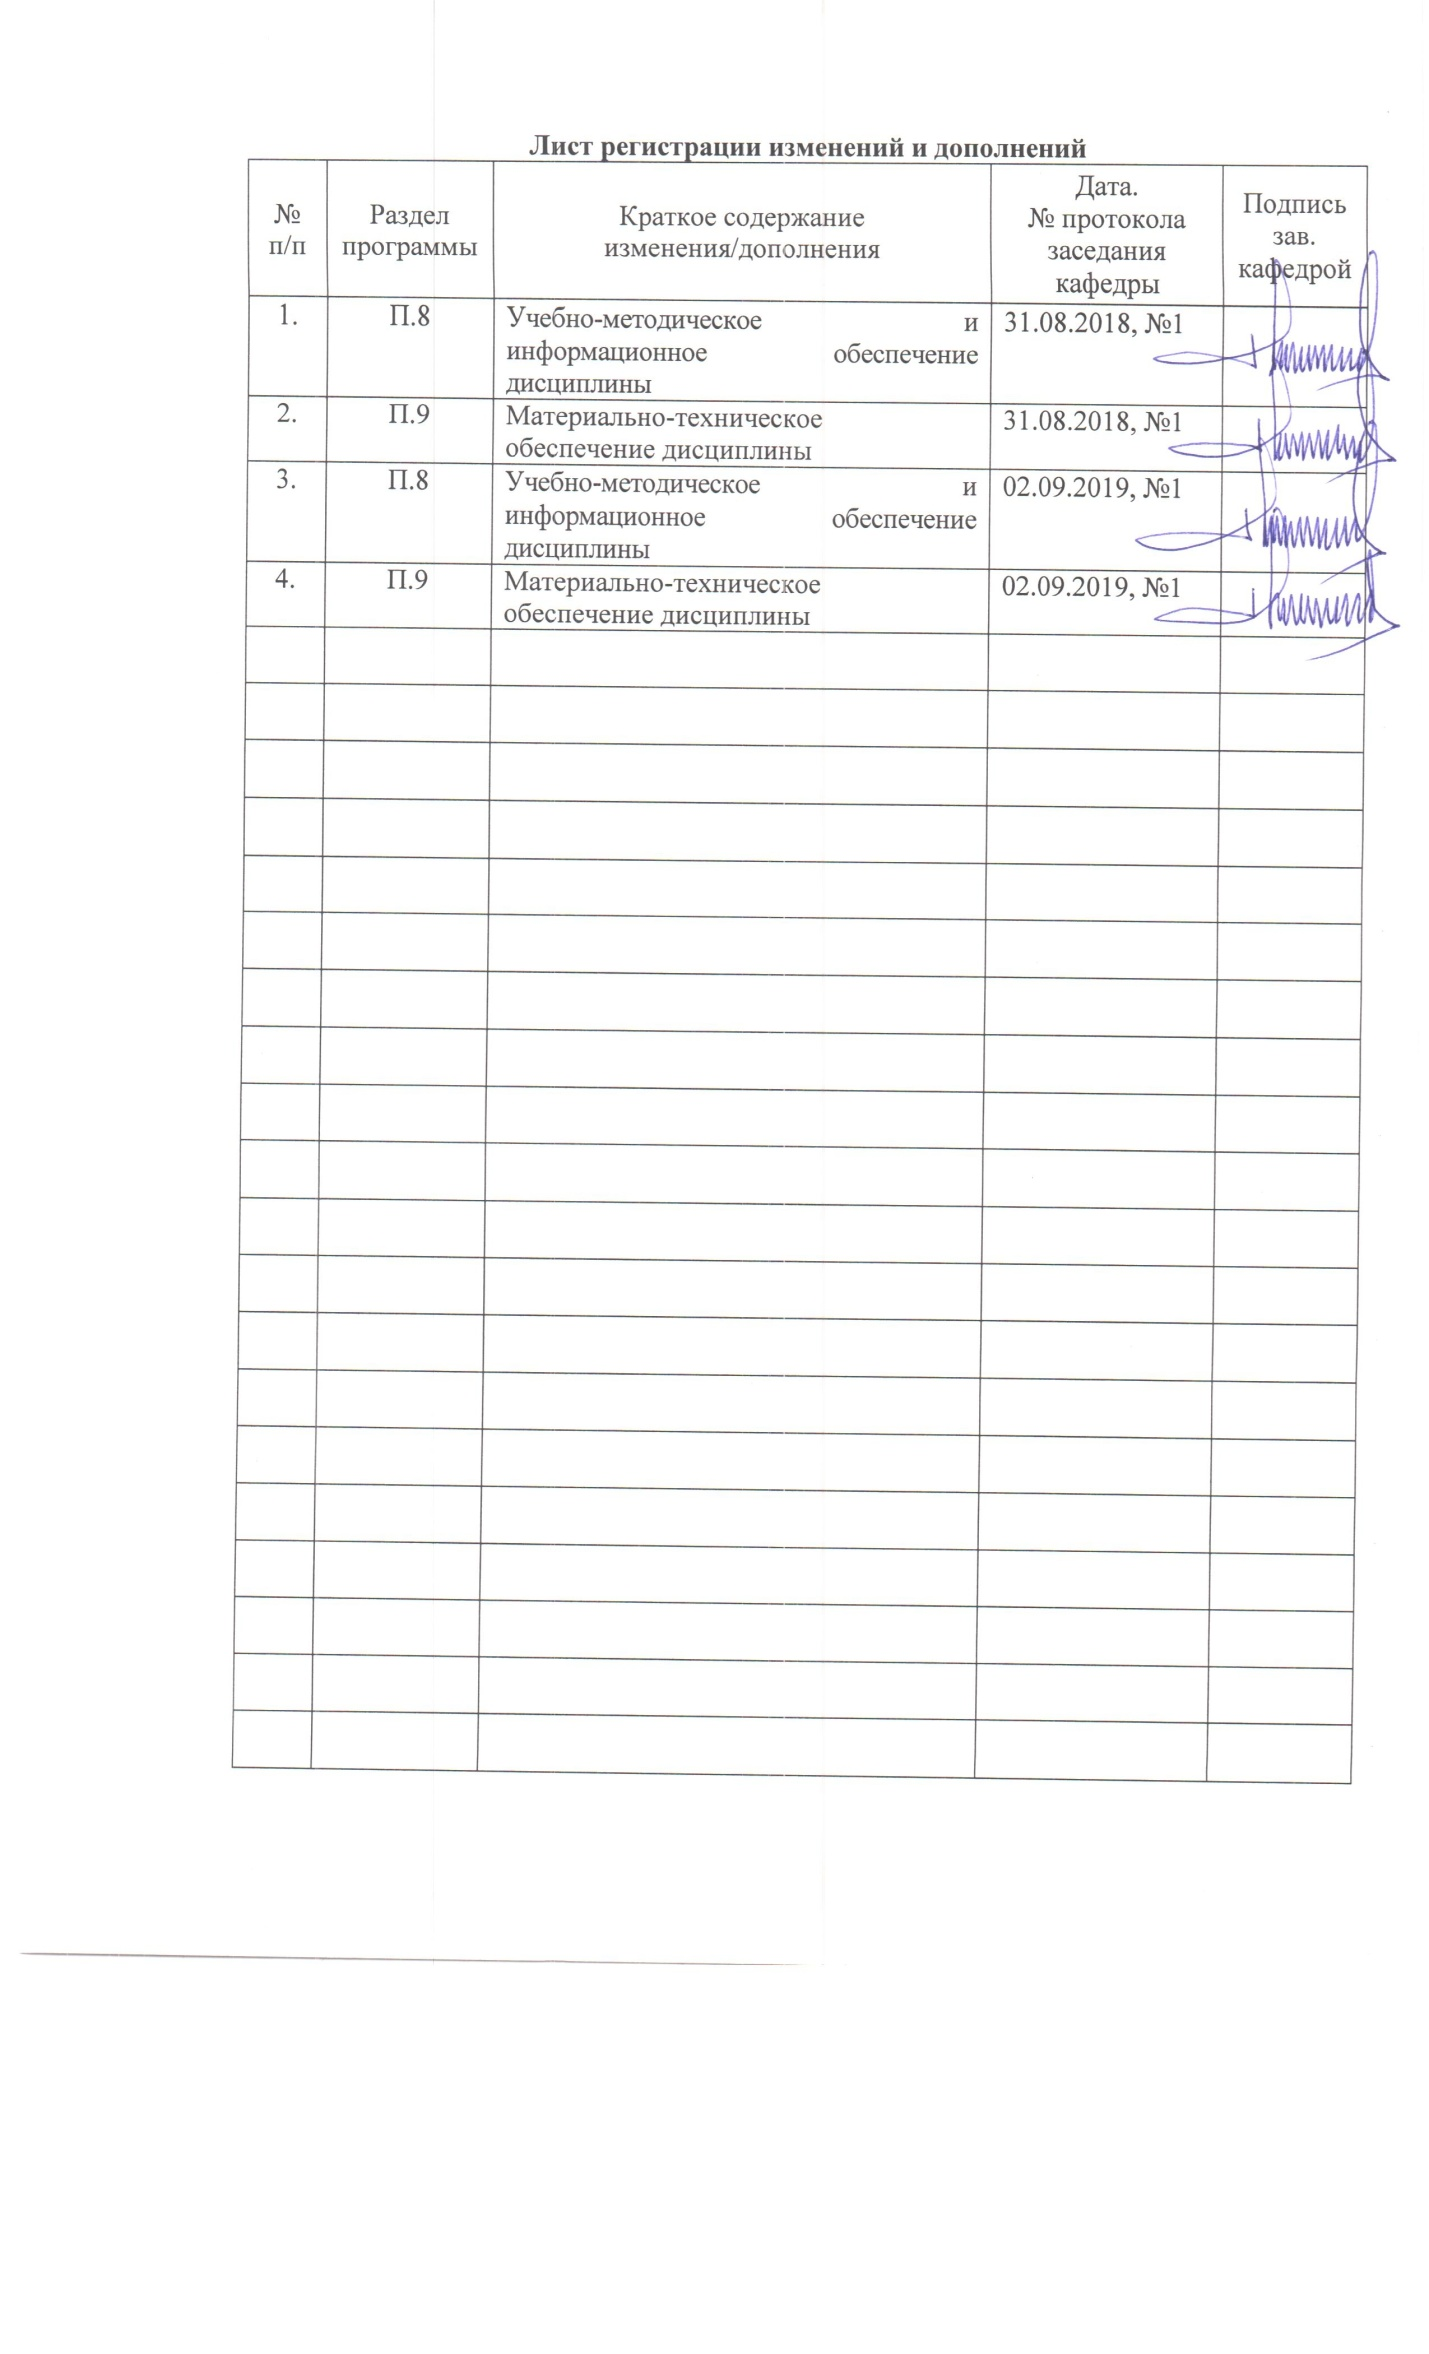 Лист регистрации изменений и дополнений
№
п/п
Раздел
программы
Краткое содержание
изменения/дополнения
Дата.
№ протокола
заседания
кафедры
Подпись
зав.
кафедрой
1.
П.8
Учебно-методическое и
информационное обеспечение
дисциплины
31.08.2018, №1
2.
П.9
Материально-техническое
обеспечение дисциплины
31.08.2018, №1
3.
П.8
Учебно-методическое и
информационное обеспечение
дисциплины
02.09.2019, №1
4.
П.9
Материально-техническое
обеспечение дисциплины
02.09.2019, №1